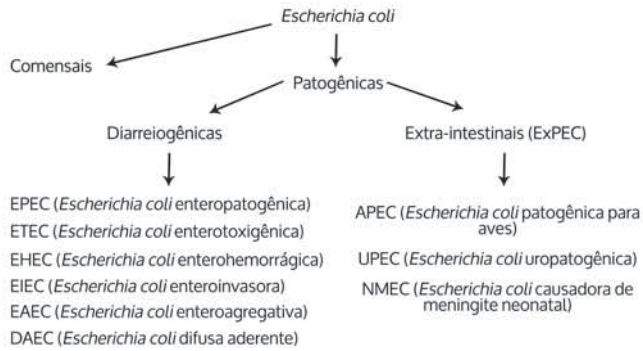 Escherichia coli
Comensais
Patogênicas
Diarreiogênicas
Extra-intestinais (ExPEC)
EPEC (Escherichia coli enteropatogênica)
ETEC (Escherichia coli enterotoxigênica)
EHEC (Escherichia coli enterohemorrágica)
EIEC (Escherichia coli enteroinvasora)
EAEC (Escherichia coli enteroagregativa)
DAEC (Escherichia coli difusa aderente)
APEC (Escherichia coli patogênica para
aves)
UPEC (Escherichia coli uropatogênica)
NMEC (Escherichia coli causadora de
meningite neonatal)